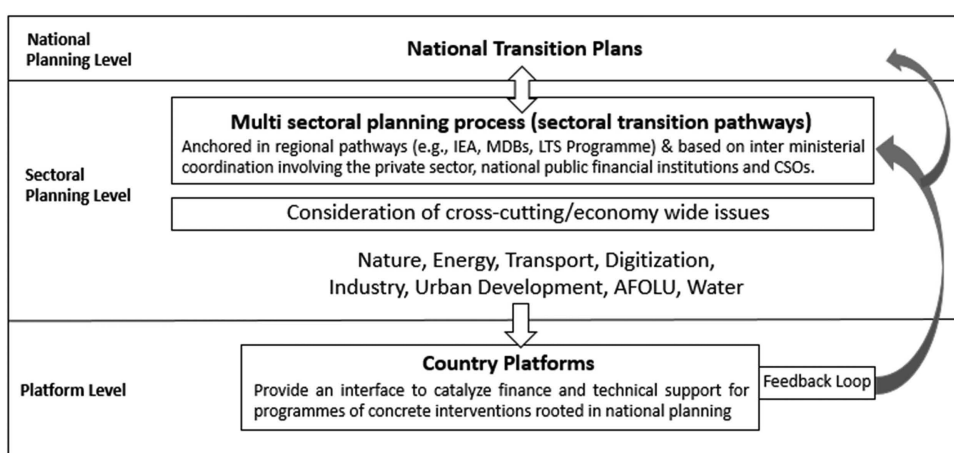 National
Planning Level
National Transition Plans
Sectoral
Planning Level
Multi sectoral planning process (sectoral transition pathways)
Anchored in regional pathways (e.g., IEA, MDBs, LTS Programme) & based on inter ministerial
coordination involving the private sector, national public financial institutions and CSOs.
Consideration of cross-cutting/economy wide issues
Nature, Energy, Transport, Digitization,
Industry, Urban Development, AFOLU, Water
Platform Level
Country Platforms
Provide an interface to catalyze finance and technical support for
programmes of concrete interventions rooted in national planning
Feedback Loop